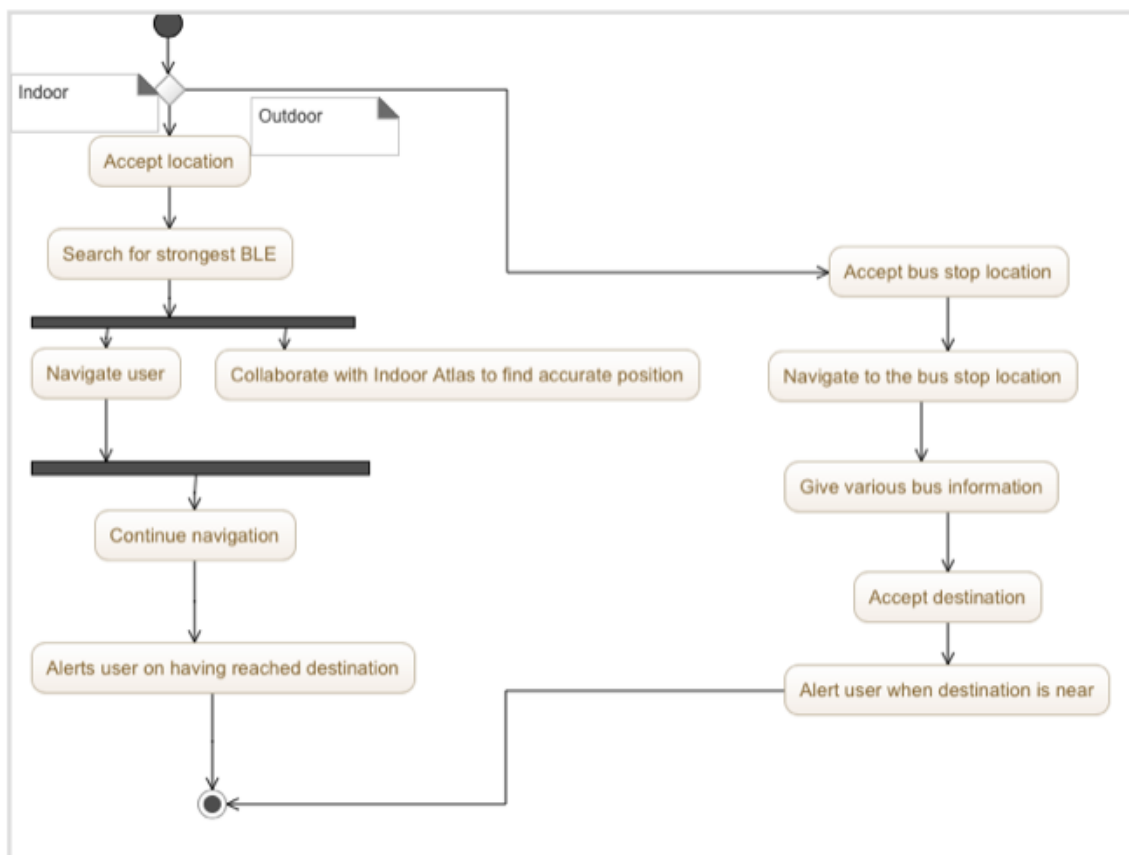 Indoor
Outdoor
Accept location
Search for strongest BLE
Navigate user
Collaborate with Indoor Atlas to find accurate position
Continue navigation
Alerts user on having reached destination
Accept bus stop location
Navigate to the bus stop location
Give various bus information
Accept destination
Alert user when destination is near